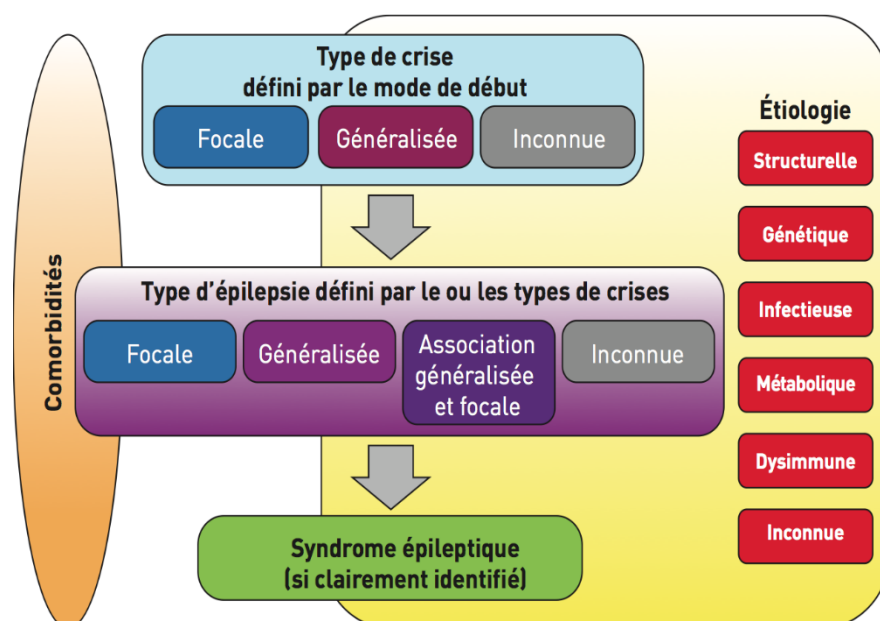 Type de crise
défini par le mode de début
Focale
Généralisée
Inconnue
Type d'épilepsie défini par le ou les types de crises
Focale
Généralisée
Association
généralisée
et focale
Inconnue
Syndrome épileptique
(si clairement identifié)
Comorbidités
Étiologie
Structurelle
Génétique
Infectieuse
Métabolique
Dysimmune
Inconnue